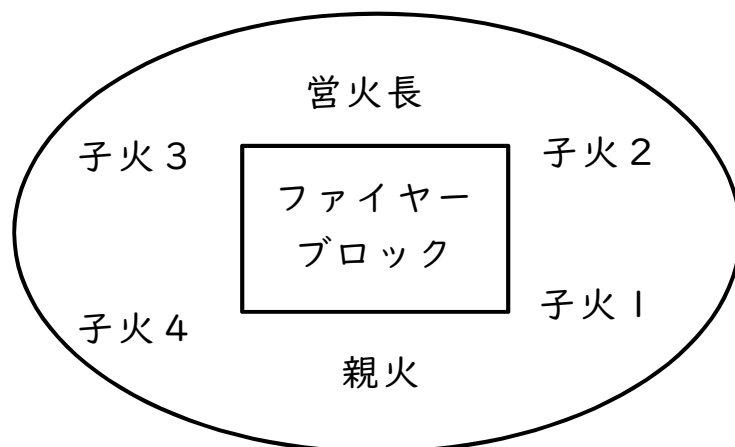 営火長
子火３
子火２
ファイヤー
ブロック
子火４
子火１
親火